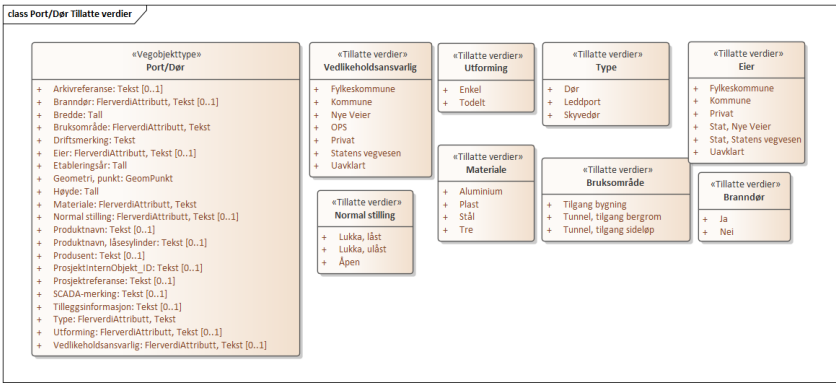 class Port/Dør Tillatte verdier
«Vegobjekttype»
Port/Dør
+ Arkivreferanse: Tekst [0..1]
+ Branndør: FlerverdiAttributt, Tekst [0..1]
+ Bredde: Tall
+ Bruksområde: FlerverdiAttributt, Tekst
+ Driftsmerking: Tekst
+ Eier: FlerverdiAttributt, Tekst [0..1]
+ Etableringsår: Tall
+ Geometri, punkt: GeomPunkt
+ Høyde: Tall
+ Materiale: FlerverdiAttributt, Tekst
+ Normal stilling: FlerverdiAttributt, Tekst [0..1]
+ Produktnavn: Tekst [0..1]
+ Produktnavn, låsesylinder: Tekst [0..1]
+ Produsent: Tekst [0..1]
+ ProsjektInternObjekt_ID: Tekst [0..1]
+ Prosjektreferanse: Tekst [0..1]
+ SCADA-merking: Tekst [0..1]
+ Tilleggsinformasjon: Tekst [0..1]
+ Type: FlerverdiAttributt, Tekst
+ Utforming: FlerverdiAttributt, Tekst [0..1]
+ Vedlikeholdsansvarlig: FlerverdiAttributt, Tekst [0..1]
«Tillatte verdier»
Vedlikeholdsansvarlig
+ Fylkeskommune
+ Kommune
+ Nye Veier
+ OPS
+ Privat
+ Statens vegvesen
+ Uavklart
«Tillatte verdier»
Normal stilling
+ Lukka, låst
+ Lukka, ulåst
+ Åpen
«Tillatte verdier»
Utforming
+ Enkel
+ Todelt
«Tillatte verdier»
Materiale
+ Aluminium
+ Plast
+ Stål
+ Tre
«Tillatte verdier»
Type
+ Dør
+ Leddport
+ Skyvedør
«Tillatte verdier»
Bruksområde
+ Tilgang bygning
+ Tunnel, tilgang bergrom
+ Tunnel, tilgang sideløp
«Tillatte verdier»
Eier
+ Fylkeskommune
+ Kommune
+ Privat
+ Stat, Nye Veier
+ Stat, Statens vegvesen
+ Uavklart
«Tillatte verdier»
Branndør
+ Ja
+ Nei